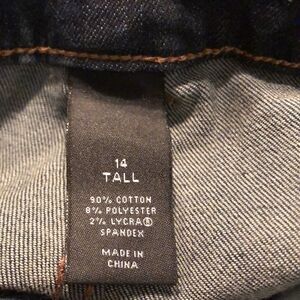 14
TALL
90% COTTON
8% POLYESTER
2% LYCRA®
SPANDEX
MADE IN
CHINA